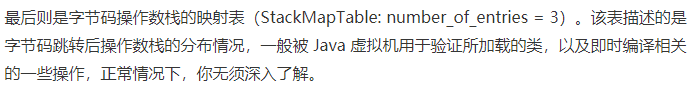 最后则是字节码操作数栈的映射表（StackMapTable: number_of_entries = 3）。该表描述的是
字节码跳转后操作数栈的分布情况，一般被 Java 虚拟机用于验证所加载的类，以及即时编译相关
的一些操作，正常情况下，你无须深入了解。